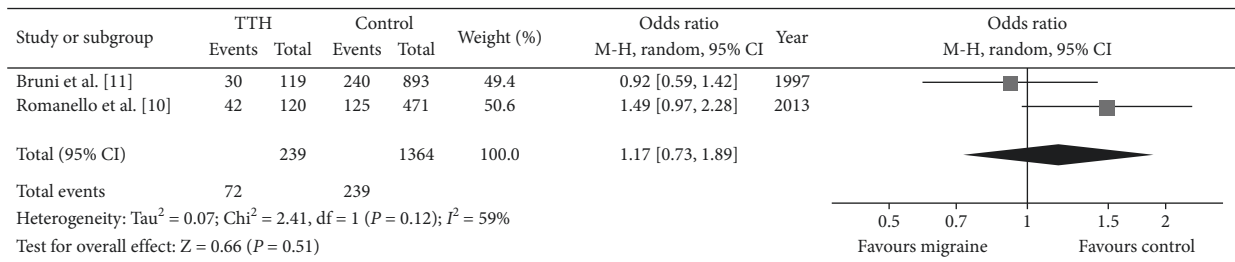 Study or subgroup TTH Control Weight (%) Odds ratio M-H, random, 95% CI Year Odds ratio M-H, random, 95% CI
Events Total Events Total
Bruni et al. [11] 30 119 240 893 49.4 0.92 [0.59, 1.42] 1997
Romanello et al. [10] 42 120 125 471 50.6 1.49 [0.97, 2.28] 2013
Total (95% CI) 239 1364 100.0 1.17 [0.73, 1.89]
Total events 72 239
Heterogeneity: Tau² = 0.07; Chi² = 2.41, df = 1 (P = 0.12); I² = 59%
Test for overall effect: Z = 0.66 (P = 0.51)
0.5 0.7 1 1.5 2
Favours migraine Favours control